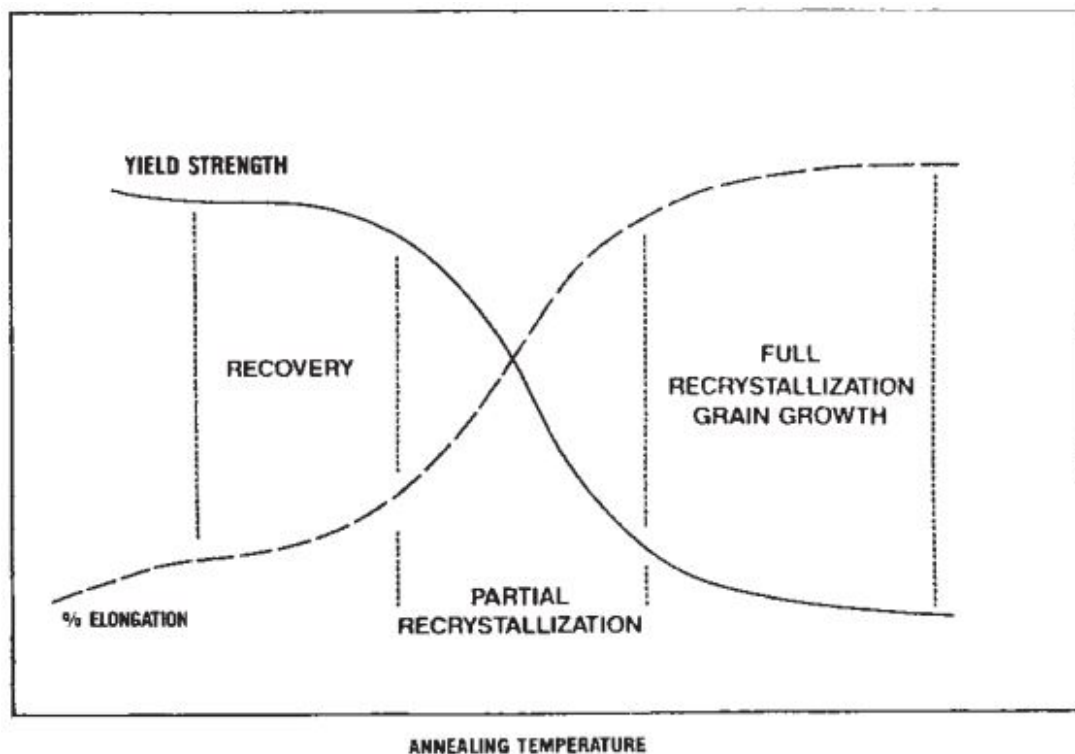 YIELD STRENGTH
RECOVERY
FULL
RECRYSTALLIZATION
GRAIN GROWTH
PARTIAL
RECRYSTALLIZATION
% ELONGATION
ANNEALING TEMPERATURE